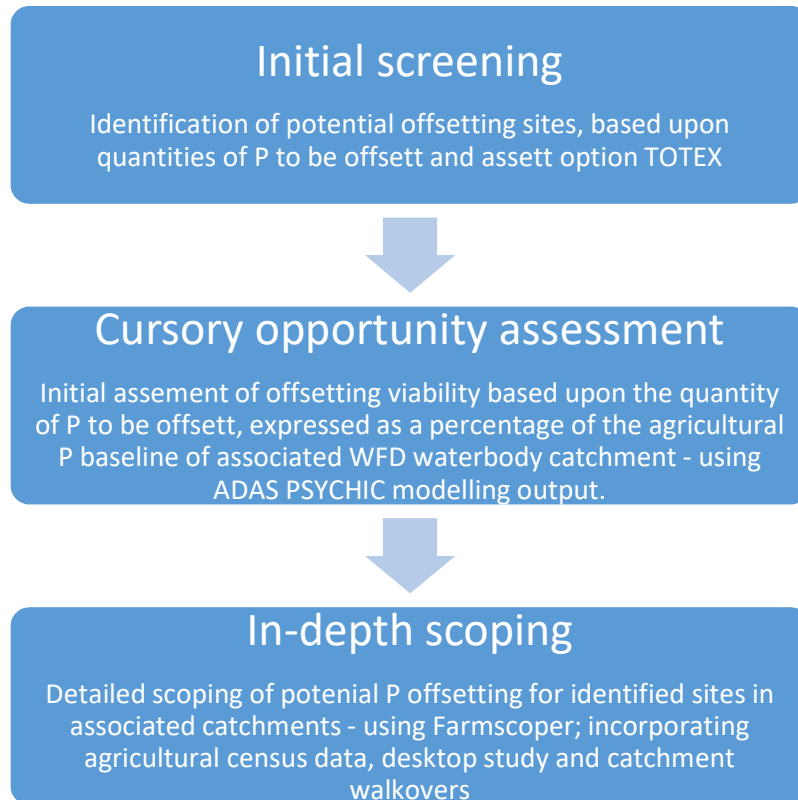 Initial screening
Identification of potential offsetting sites, based upon
quantities of P to be offsett and assett option TOTEX
Cursory opportunity assessment
Initial assement of offsetting viability based upon the quantity
of P to be offsett, expressed as a percentage of the agricultural
P baseline of associated WFD waterbody catchment - using
ADAS PSYCHIC modelling output.
In-depth scoping
Detailed scoping of potenial P offsetting for identified sites in
associated catchments - using Farmscoper; incorporating
agricultural census data, desktop study and catchment
walkovers